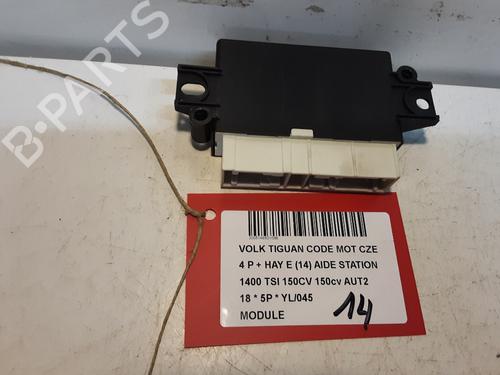 B-PARTS
VOLK TIGUAN CODE MOT CZE
4 P + HAY E (14) AIDE STATION
1400 TSI 150CV 150cv AUT2
18 * 5P * YL/045
MODULE
14